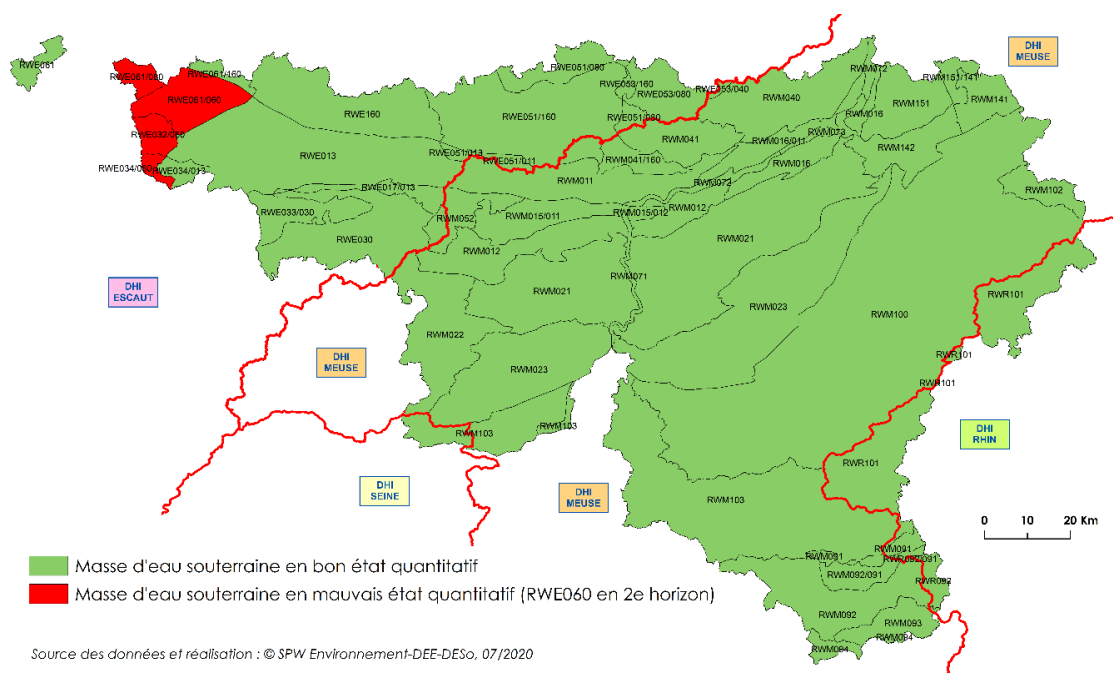 DHI
MEUSE
RWE081
RWE061/060
RWE061/160
RWE061/060
RWE032/060
RWE034/060
RWE034/013
RWE160
RWE013
RWE051/080
RWE051/160
RWE053/160
RWE053/080
RWE053/040
RWE051/080
RWM040
RWM072
RWM151/141
RWM141
RWM151
RWM016
RWM073
RWM142
RWM041
RWM016/011
RWM016
RWE051/013
RWE051/011
RWM041/160
RWM011
RWM072
RWM102
RWE017/013
RWE033/030
RWE030
RWM052
RWM015/011
RWM015/012
RWM012
RWM012
RWM021
RWM071
RWM021
RWM023
RWM100
RWR101
DHI
ESCAUT
RWM022
DHI
MEUSE
RWM023
RWR101
RWR101
RWM103
RWM103
DHI
RHIN
RWR101
DHI
SEINE
DHI
MEUSE
RWM103
0 10 20 Km
RWM091
RWM091
RWR092/091
RWM092/091
RWR092
RWM092
RWM093
RWM094
RWM094
Masse d'eau souterraine en bon état quantitatif
Masse d'eau souterraine en mauvais état quantitatif (RWE060 en 2e horizon)
Source des données et réalisation : © SPW Environnement-DEE-DESo, 07/2020